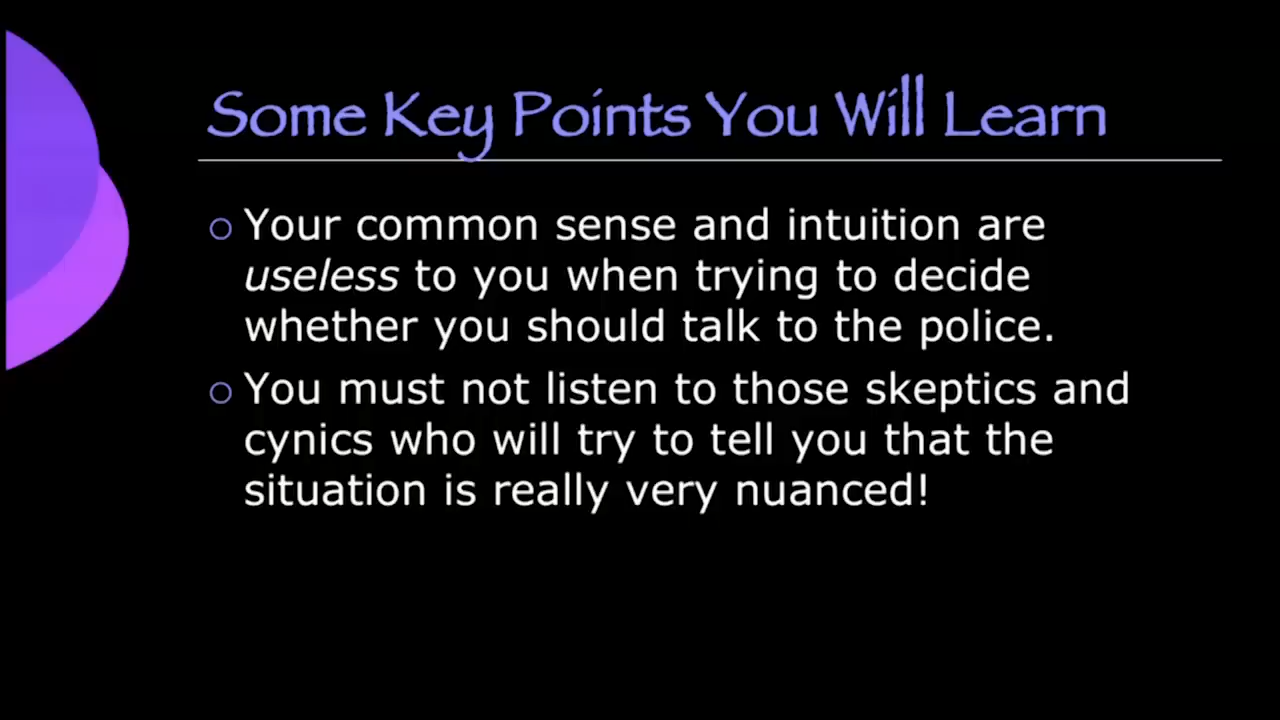 Some Key Points You Will Learn
Your common sense and intuition are
useless to you when trying to decide
whether you should talk to the police.
You must not listen to those skeptics and
cynics who will try to tell you that the
situation is really very nuanced!